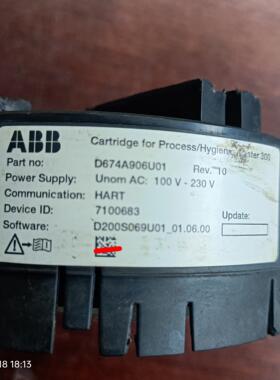 ABB
Cartridge for Process/Hygienic Master 300
Part no: D674A906U01 Rev. 10
Power Supply: Unom AC: 100 V - 230 V
Communication: HART
Device ID: 7100683
Software: D200S069U01_01.06.00
Update:
18 18:13